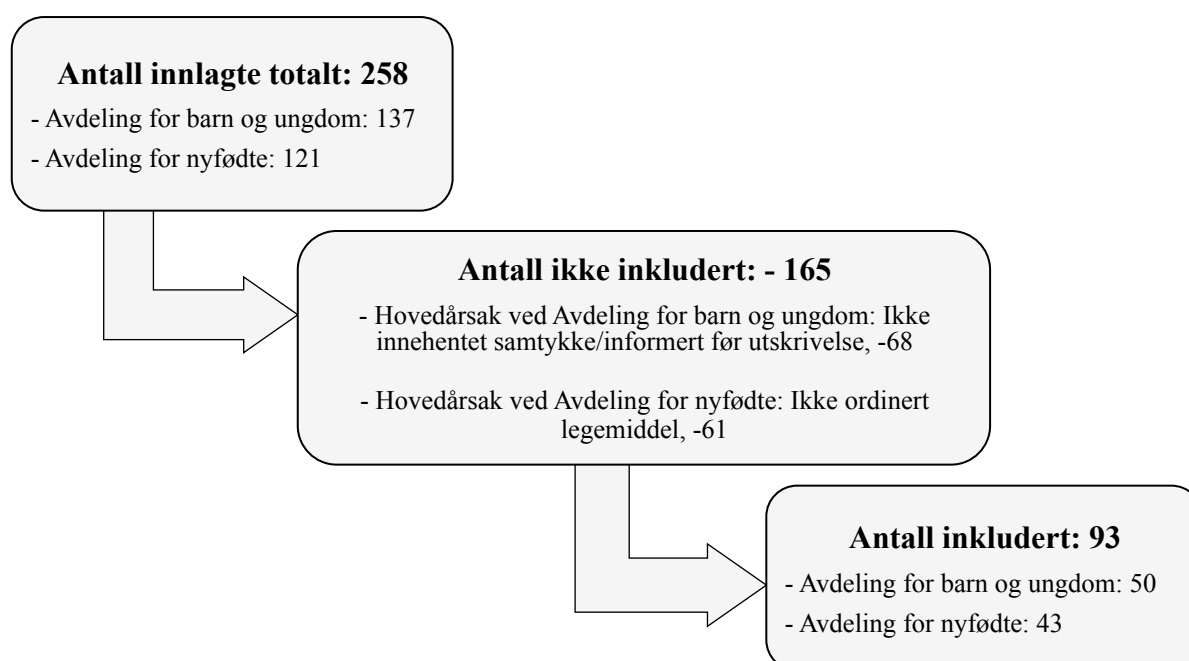 Antall innlagte totalt: 258
- Avdeling for barn og ungdom: 137
- Avdeling for nyfødte: 121
Antall ikke inkludert: - 165
- Hovedårsak ved Avdeling for barn og ungdom: Ikke
innehentet samtykke/informert før utskrivelse, -68
- Hovedårsak ved Avdeling for nyfødte: Ikke ordinert
legemiddel, -61
Antall inkludert: 93
- Avdeling for barn og ungdom: 50
- Avdeling for nyfødte: 43